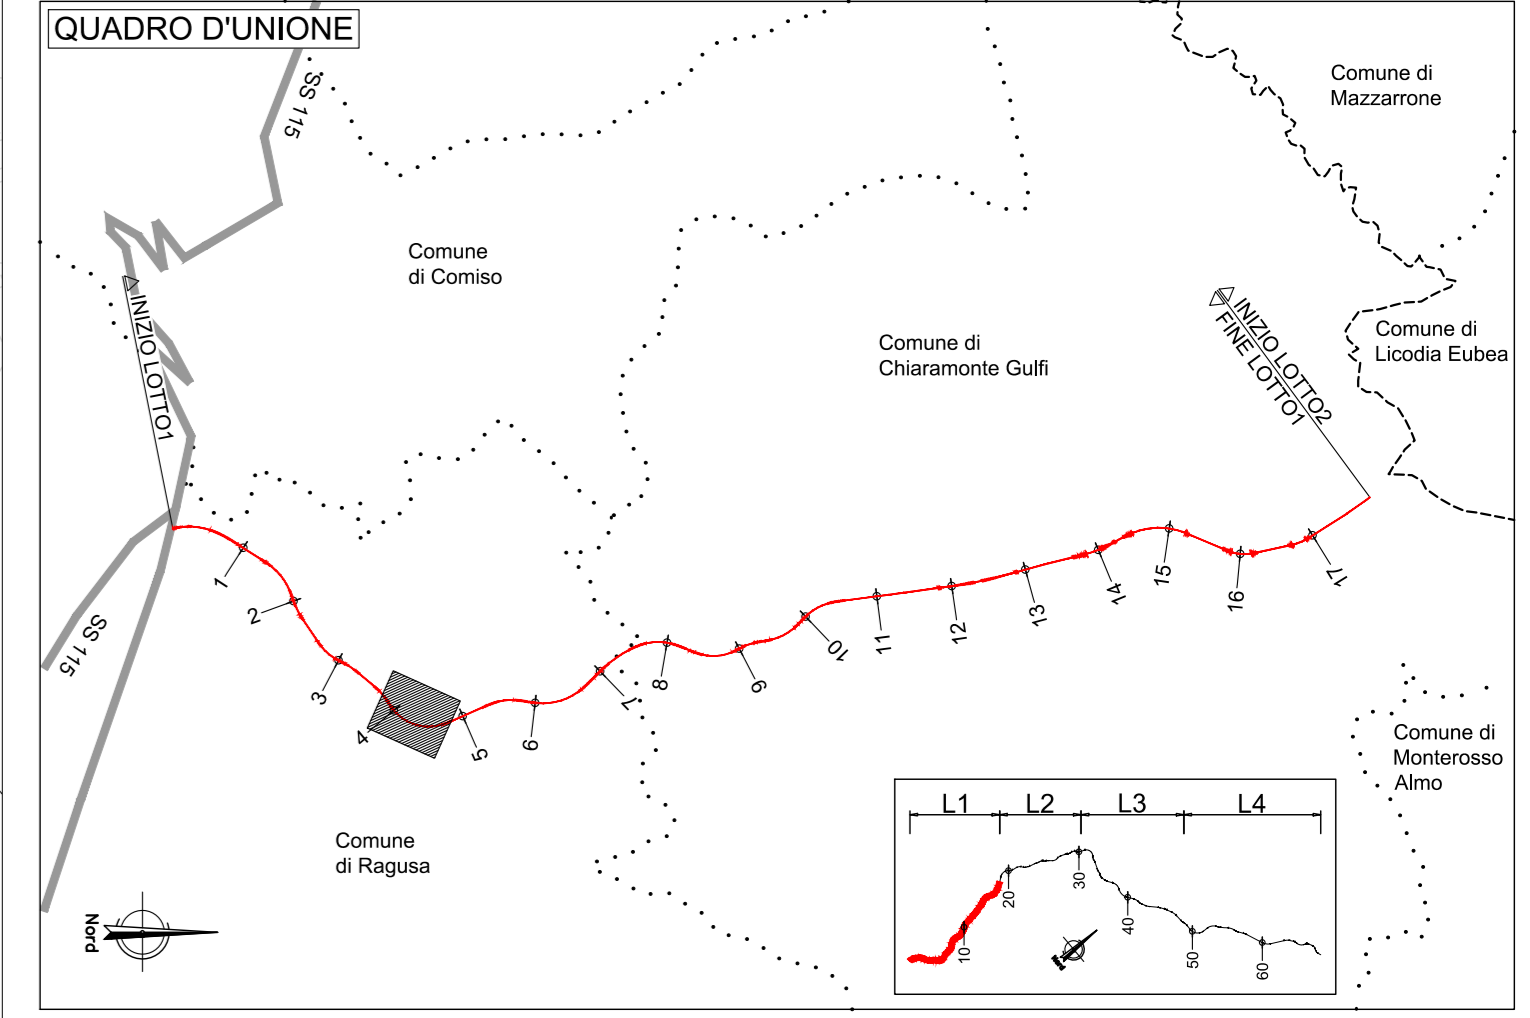 QUADRO D'UNIONE
SS 115
Comune di
Mazzarrone
Comune
di Comiso
INIZIO LOTTO1
Comune di
Chiaramonte Gulfi
INIZIO LOTTO2
FINE LOTTO1
Comune di
Licodia Eubea
SS 115
1
2
3
4
5
6
7
8
9
10
11
12
13
14
15
16
17
Comune
di Ragusa
Comune di
Monterosso
Almo
Nord
L1 L2 L3 L4
10
20
30
40
50
60
Nord